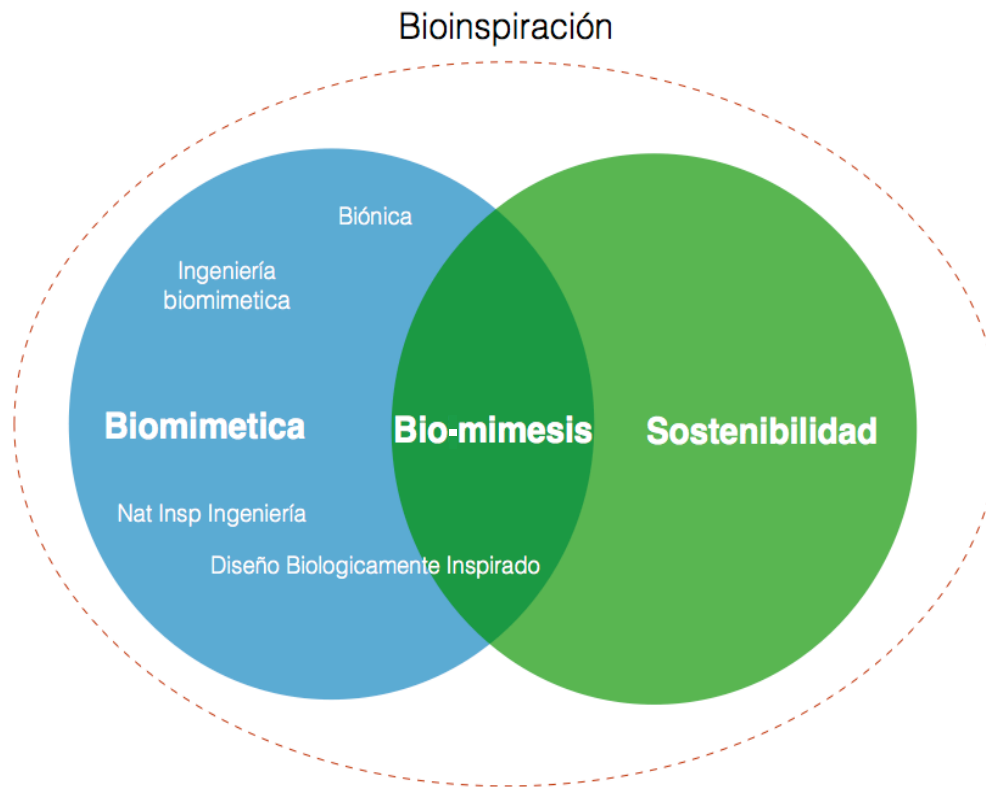 Bioinspiración
Biónica
Ingeniería
biomimetica
Biomimetica
Bio-mimesis
Sostenibilidad
Nat Insp Ingeniería
Diseño Biologicamente Inspirado